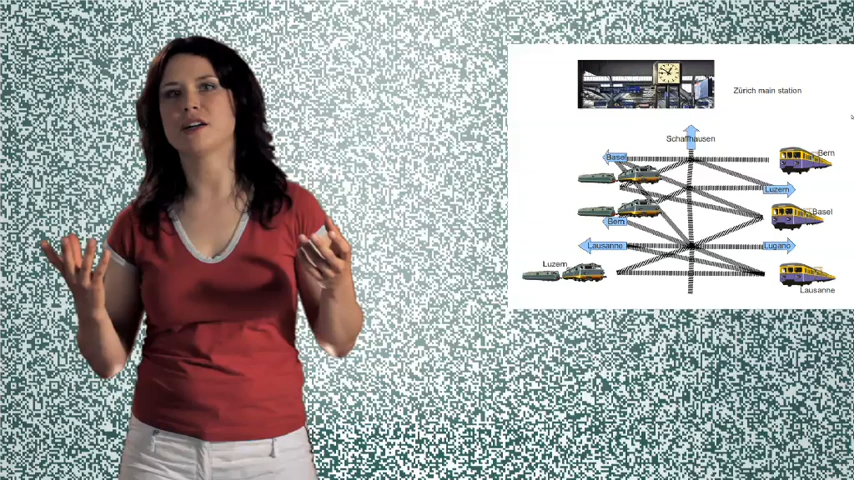 Zürich main station
Schaffhausen
Basel
Bern
Luzern
Basel
Bern
Lausanne
Lugano
Luzern
Lausanne